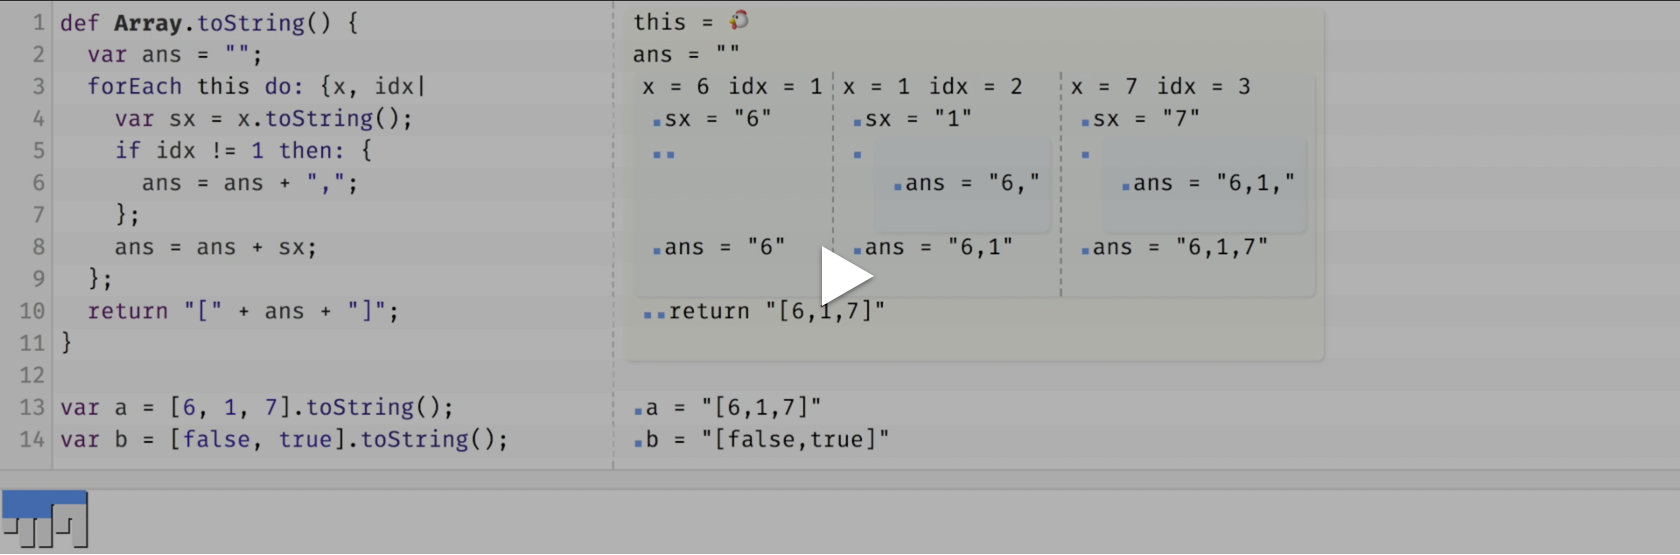 1 def Array.toString() {
2 var ans = "";
3 forEach this do: {x, idx|
4 var sx = x.toString();
5 if idx != 1 then: {
6 ans = ans + ",";
7 };
8 ans = ans + sx;
9 };
10 return "[" + ans + "]";
11 }
12
13 var a = [6, 1, 7].toString();
14 var b = [false, true].toString();
this = 🐔
ans = ""
x = 6 idx = 1 x = 1 idx = 2 x = 7 idx = 3
sx = "6" sx = "1" sx = "7"
ans = "6," ans = "6,1,"
ans = "6" ans = "6,1" ans = "6,1,7"
return "[6,1,7]"
a = "[6,1,7]"
b = "[false,true]"